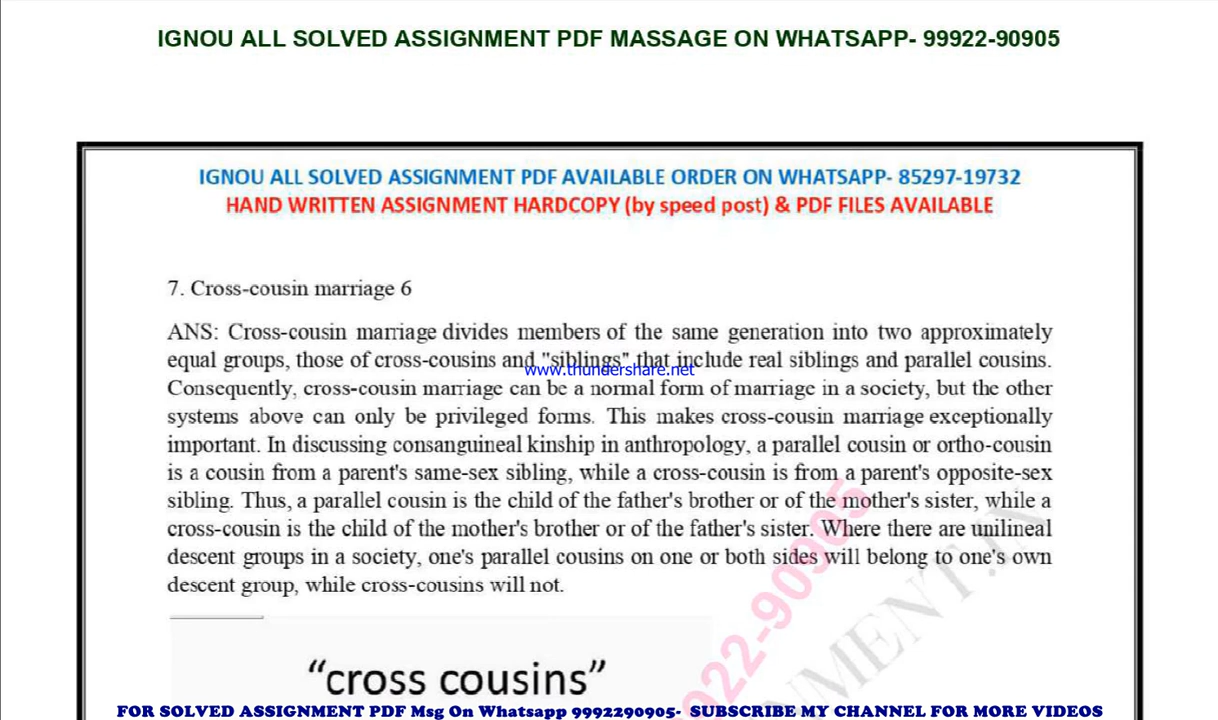 IGNOU ALL SOLVED ASSIGNMENT PDF MASSAGE ON WHATSAPP- 99922-90905
IGNOU ALL SOLVED ASSIGNMENT PDF AVAILABLE ORDER ON WHATSAPP- 85297-19732
HAND WRITTEN ASSIGNMENT HARDCOPY (by speed post) & PDF FILES AVAILABLE
7. Cross-cousin marriage 6
ANS: Cross-cousin marriage divides members of the same generation into two approximately
equal groups, those of cross-cousins and "siblings" that include real siblings and parallel cousins.
www.thundershare.net
Consequently, cross-cousin marriage can be a normal form of marriage in a society, but the other
systems above can only be privileged forms. This makes cross-cousin marriage exceptionally
important. In discussing consanguineal kinship in anthropology, a parallel cousin or ortho-cousin
is a cousin from a parent's same-sex sibling, while a cross-cousin is from a parent's opposite-sex
sibling. Thus, a parallel cousin is the child of the father's brother or of the mother's sister, while a
cross-cousin is the child of the mother's brother or of the father's sister. Where there are unilineal
descent groups in a society, one's parallel cousins on one or both sides will belong to one's own
descent group, while cross-cousins will not.
922-90905
NMENT.IN
“cross cousins”
FOR SOLVED ASSIGNMENT PDF Msg On Whatsapp 9992290905- SUBSCRIBE MY CHANNEL FOR MORE VIDEOS